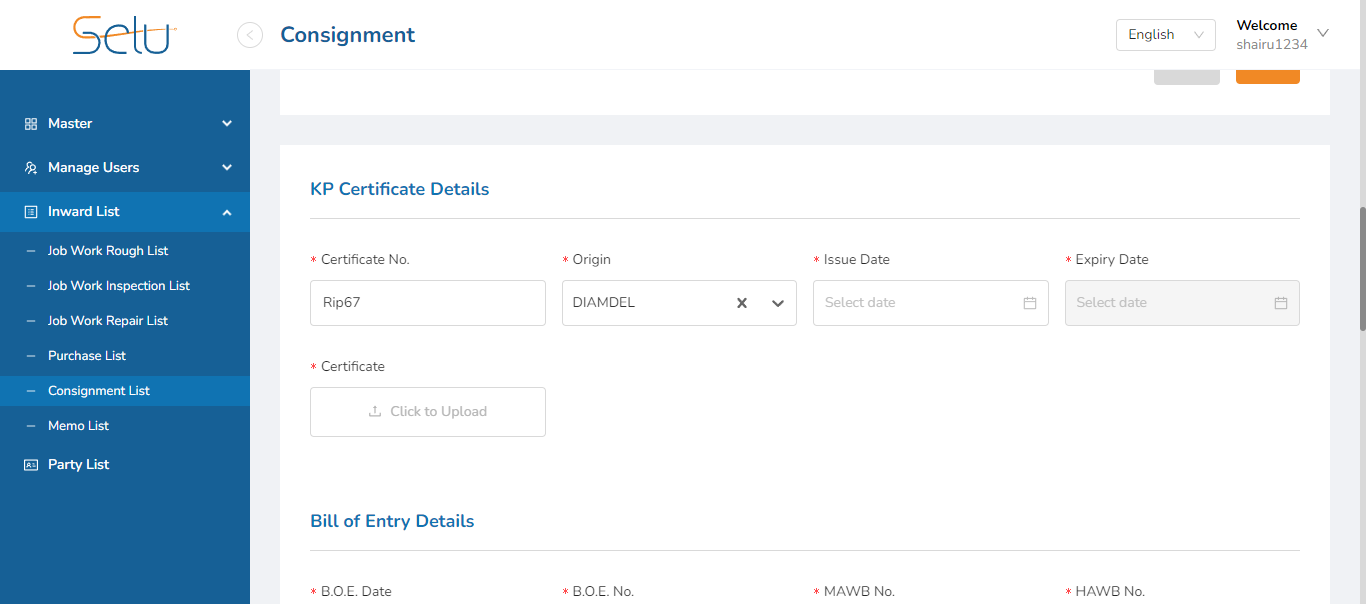 Selu
Consignment
English
Welcome
shairu1234
Master
Manage Users
Inward List
Job Work Rough List
Job Work Inspection List
Job Work Repair List
Purchase List
Consignment List
Memo List
Party List
KP Certificate Details
* Certificate No.
* Origin
* Issue Date
* Expiry Date
Rip67
DIAMDEL
Select date
Select date
* Certificate
Click to Upload
Bill of Entry Details
* B.O.E. Date
* B.O.E. No.
* MAWB No.
* HAWB No.